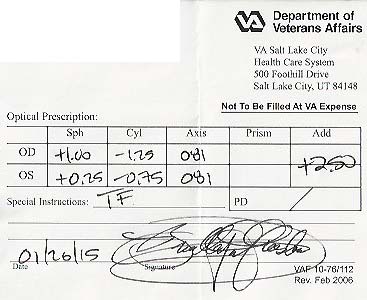 VA Department of
Veterans Affairs
VA Salt Lake City
Health Care System
500 Foothill Drive
Salt Lake City, UT 84148
Not To Be Filled At VA Expense
Optical Prescription:
Sph Cyl Axis Prism Add
OD +1.00 -1.25 081 +2.50
OS +0.25 -0.75 081
Special Instructions: TF PD /
01/26/15
Date Signature VAF 10-76/112
Rev. Feb 2006